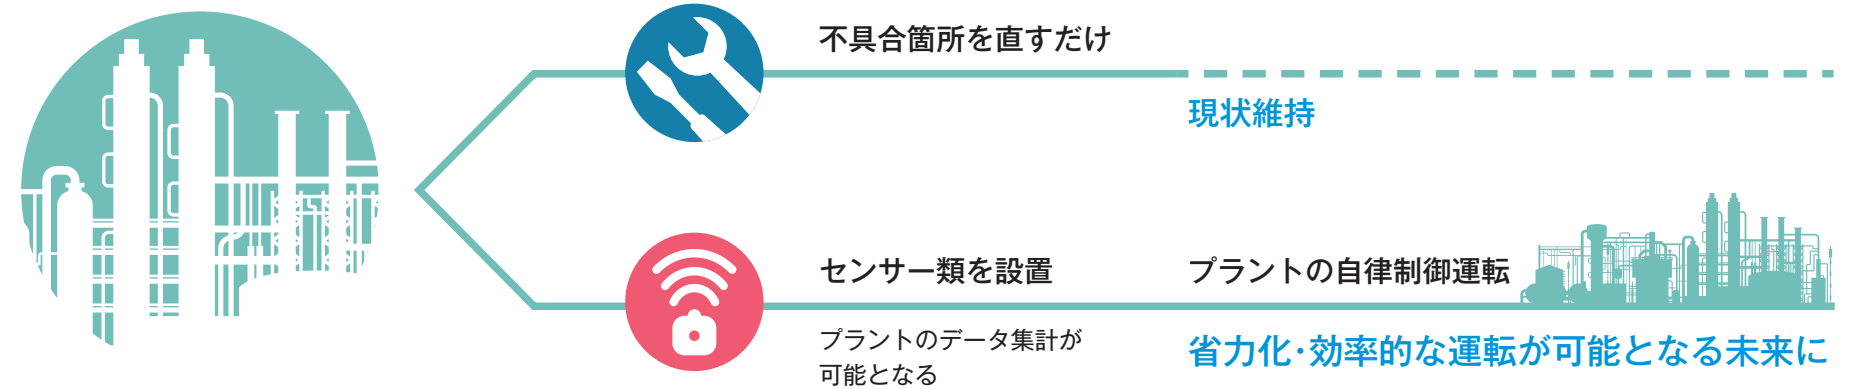 不具合箇所を直すだけ
現状維持
センサー類を設置
プラントのデータ集計が
可能となる
プラントの自律制御運転
省力化･効率的な運転が可能となる未来に